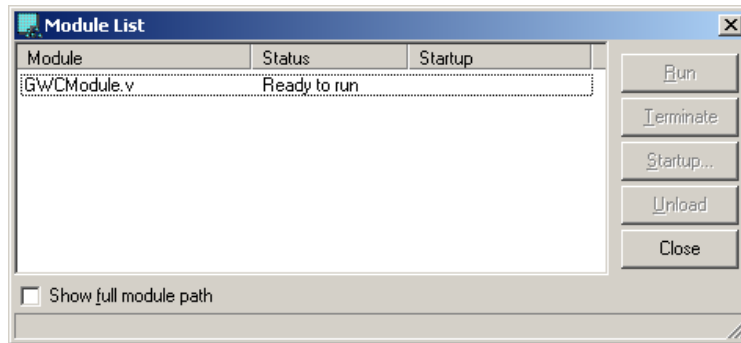 Module List
Module Status Startup
GWCModule.v Ready to run
Run
Terminate
Startup...
Unload
Close
Show full module path